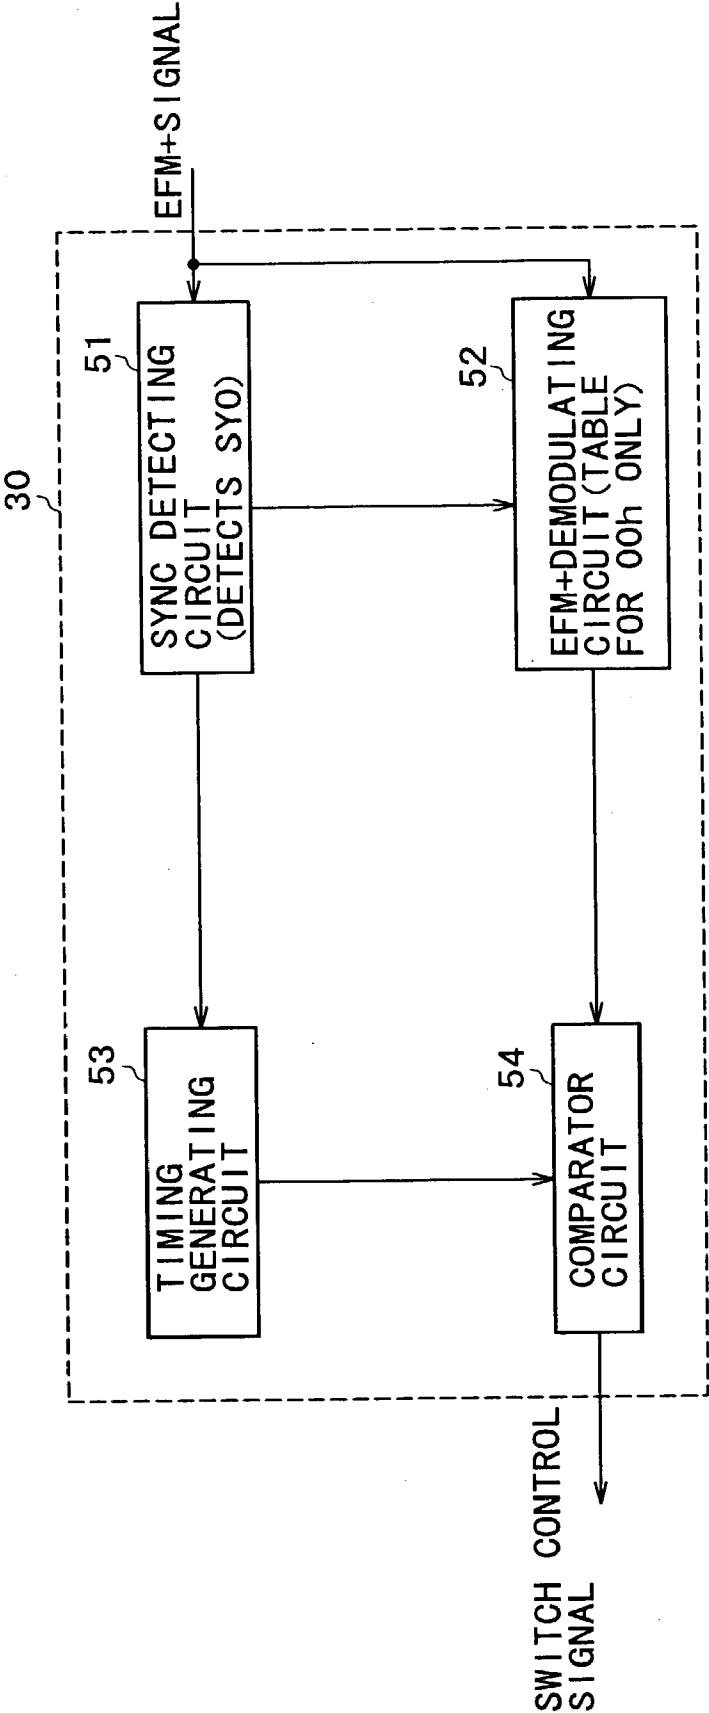 30
EFM+SIGNAL
51
SYNC DETECTING
CIRCUIT
(DETECTS SY0)
52
EFM+DEMODULATING
CIRCUIT(TABLE
FOR 00h ONLY)
53
TIMING
GENERATING
CIRCUIT
54
COMPARATOR
CIRCUIT
SWITCH CONTROL
SIGNAL